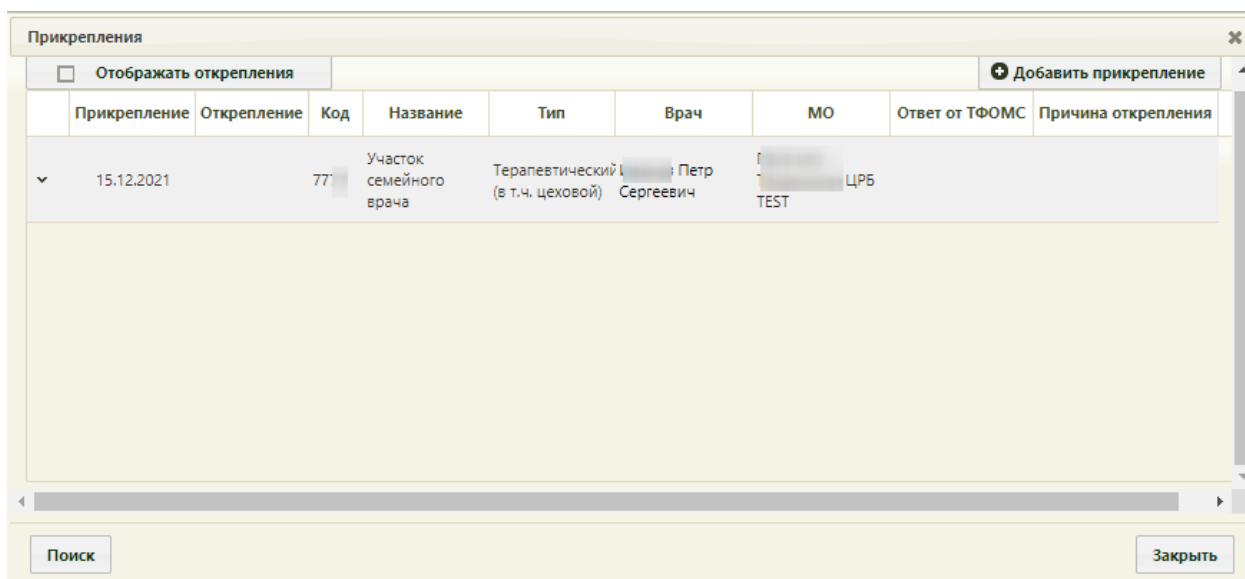 Прикрепления
Отображать открепления
Добавить прикрепление
Прикрепление Открепление Код Название Тип Врач МО Ответ от ТФОМС Причина открепления
Участок
15.12.2021 семейного
врача
Терапевтический Петр
(в т.ч. цеховой) Сергеевич
ЦРБ
TEST
Поиск
Закрыть